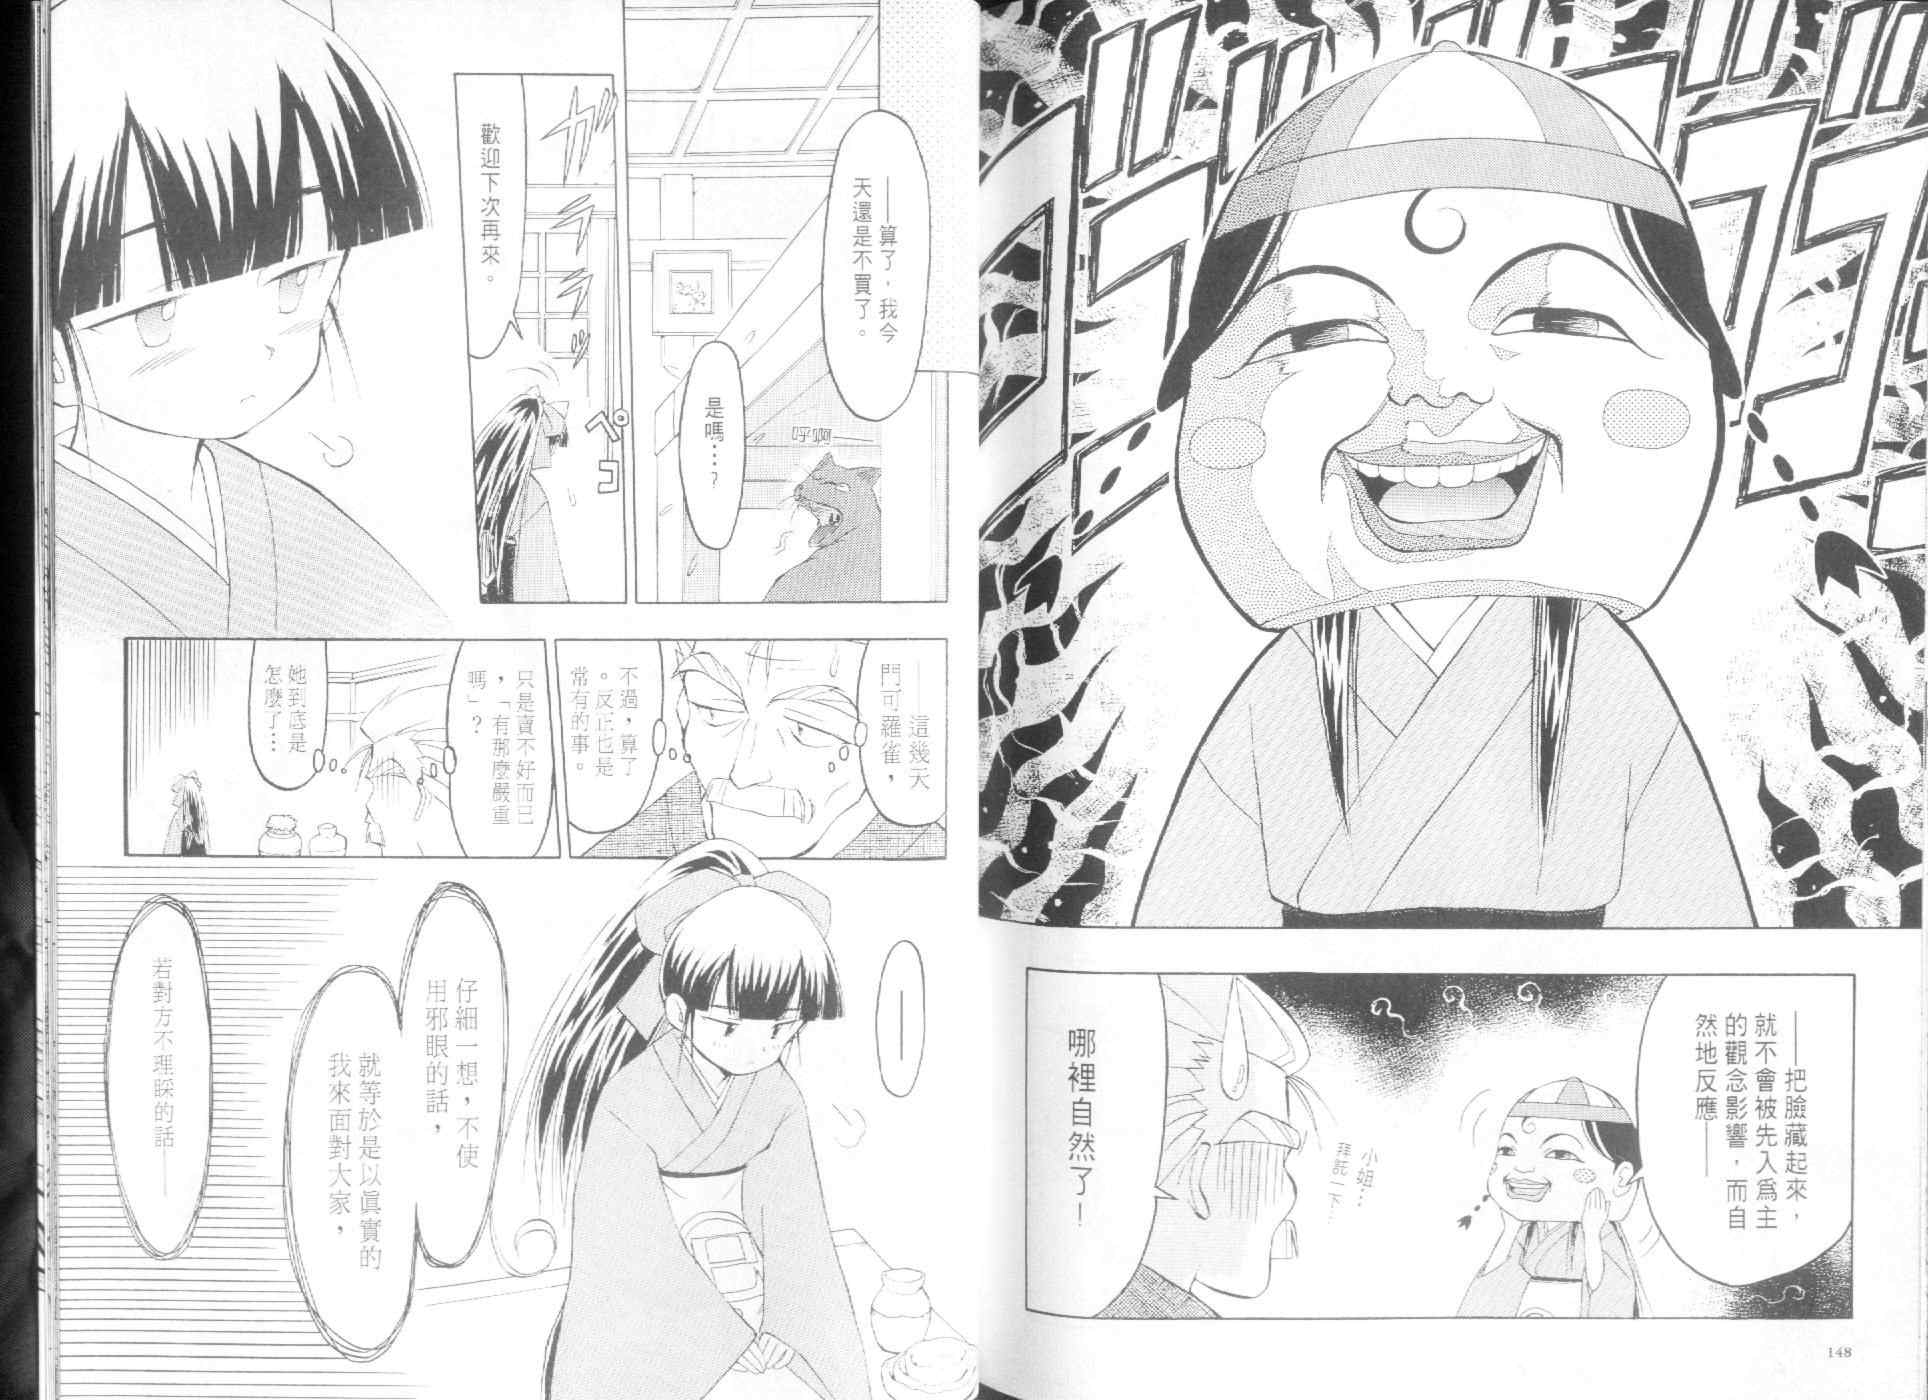 ——把臉藏起來，
就不會被先入為主
的觀念影響，而自
然地反應——
小姐…
拜託一下…
哪裡自然了！
148
——算了，我今
天還是不買了。
呼啊——
是嗎…？
歡迎下次再來。
ペコ
——這幾天
門可羅雀，
不過，算了
。反正也是
常有的事。
只是賣不好而已
，「有那麼嚴重
嗎」？
她到底是
怎麼了…
——
仔細一想，不使
用邪眼的話，
就等於是以真實的
我來面對大家，
若對方不理睬的話——